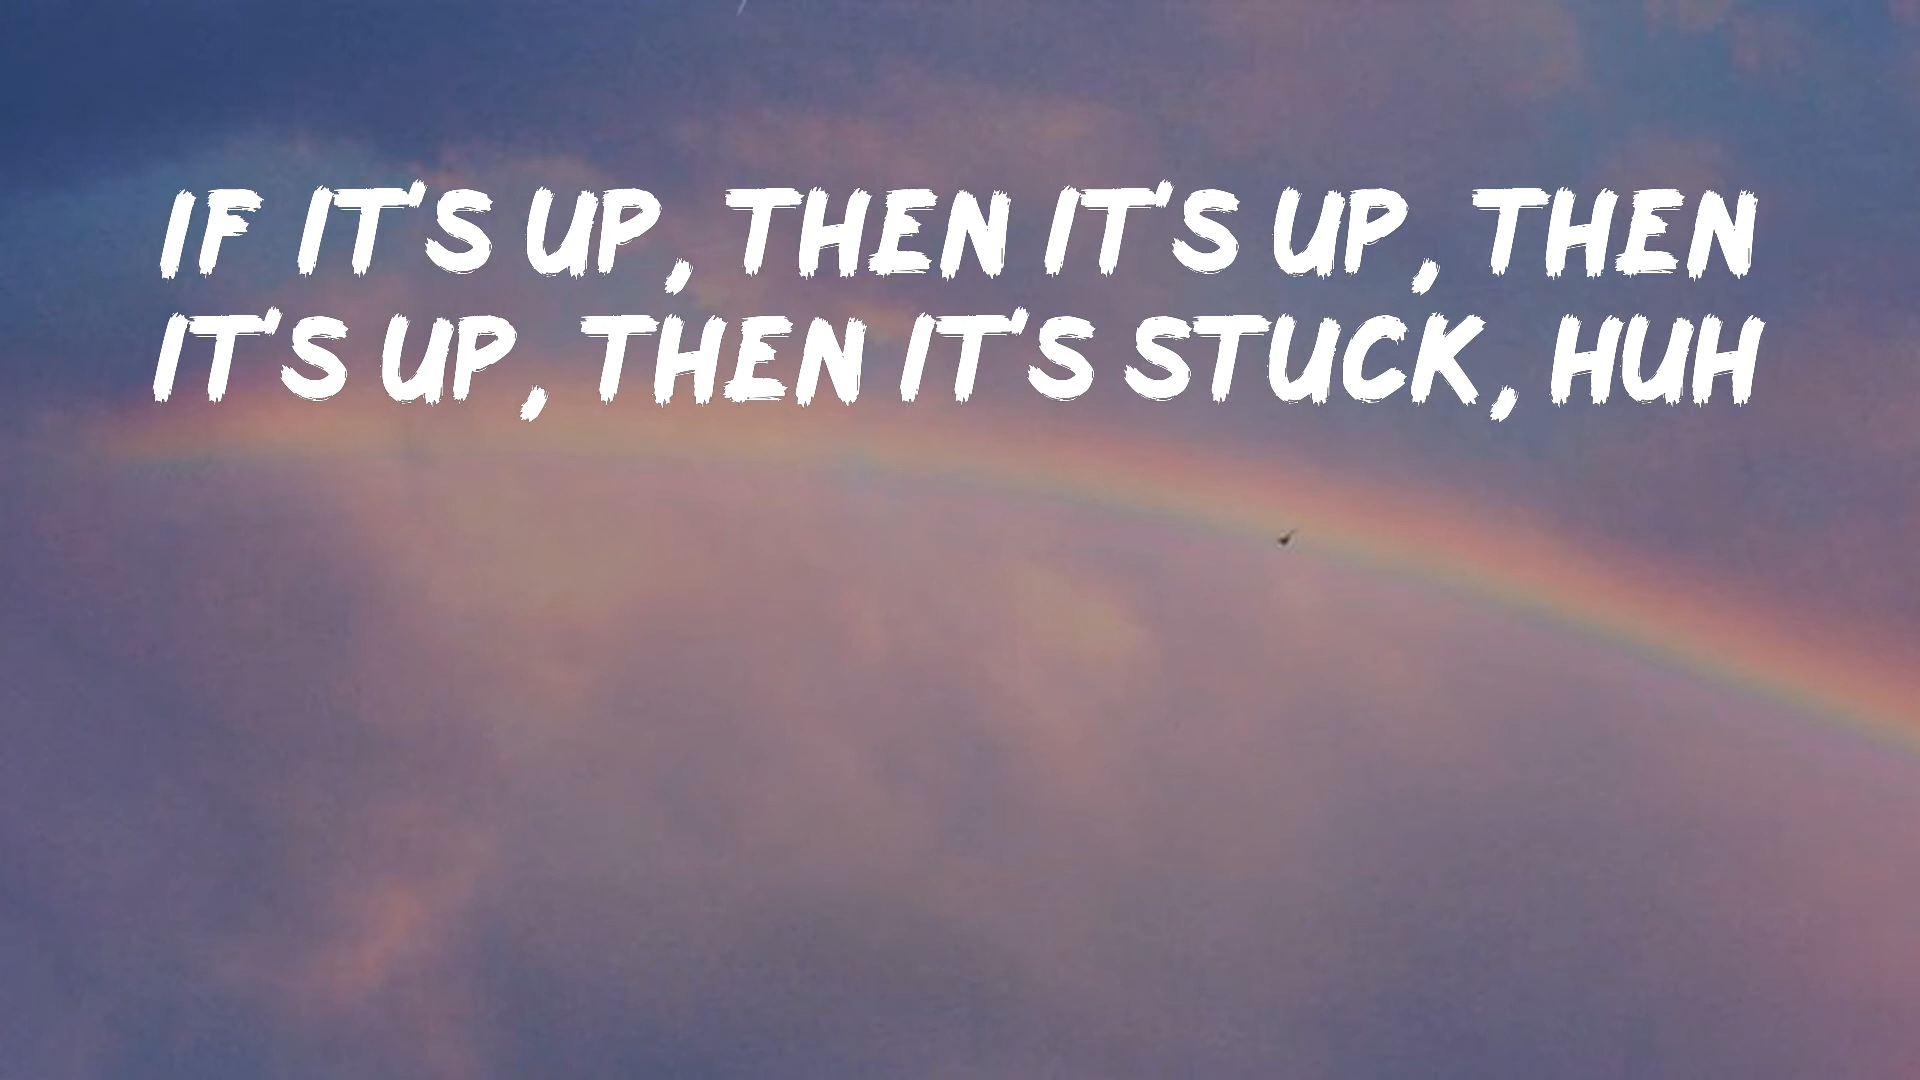 IF IT'S UP, THEN IT'S UP, THEN
IT'S UP, THEN IT'S STUCK, HUH